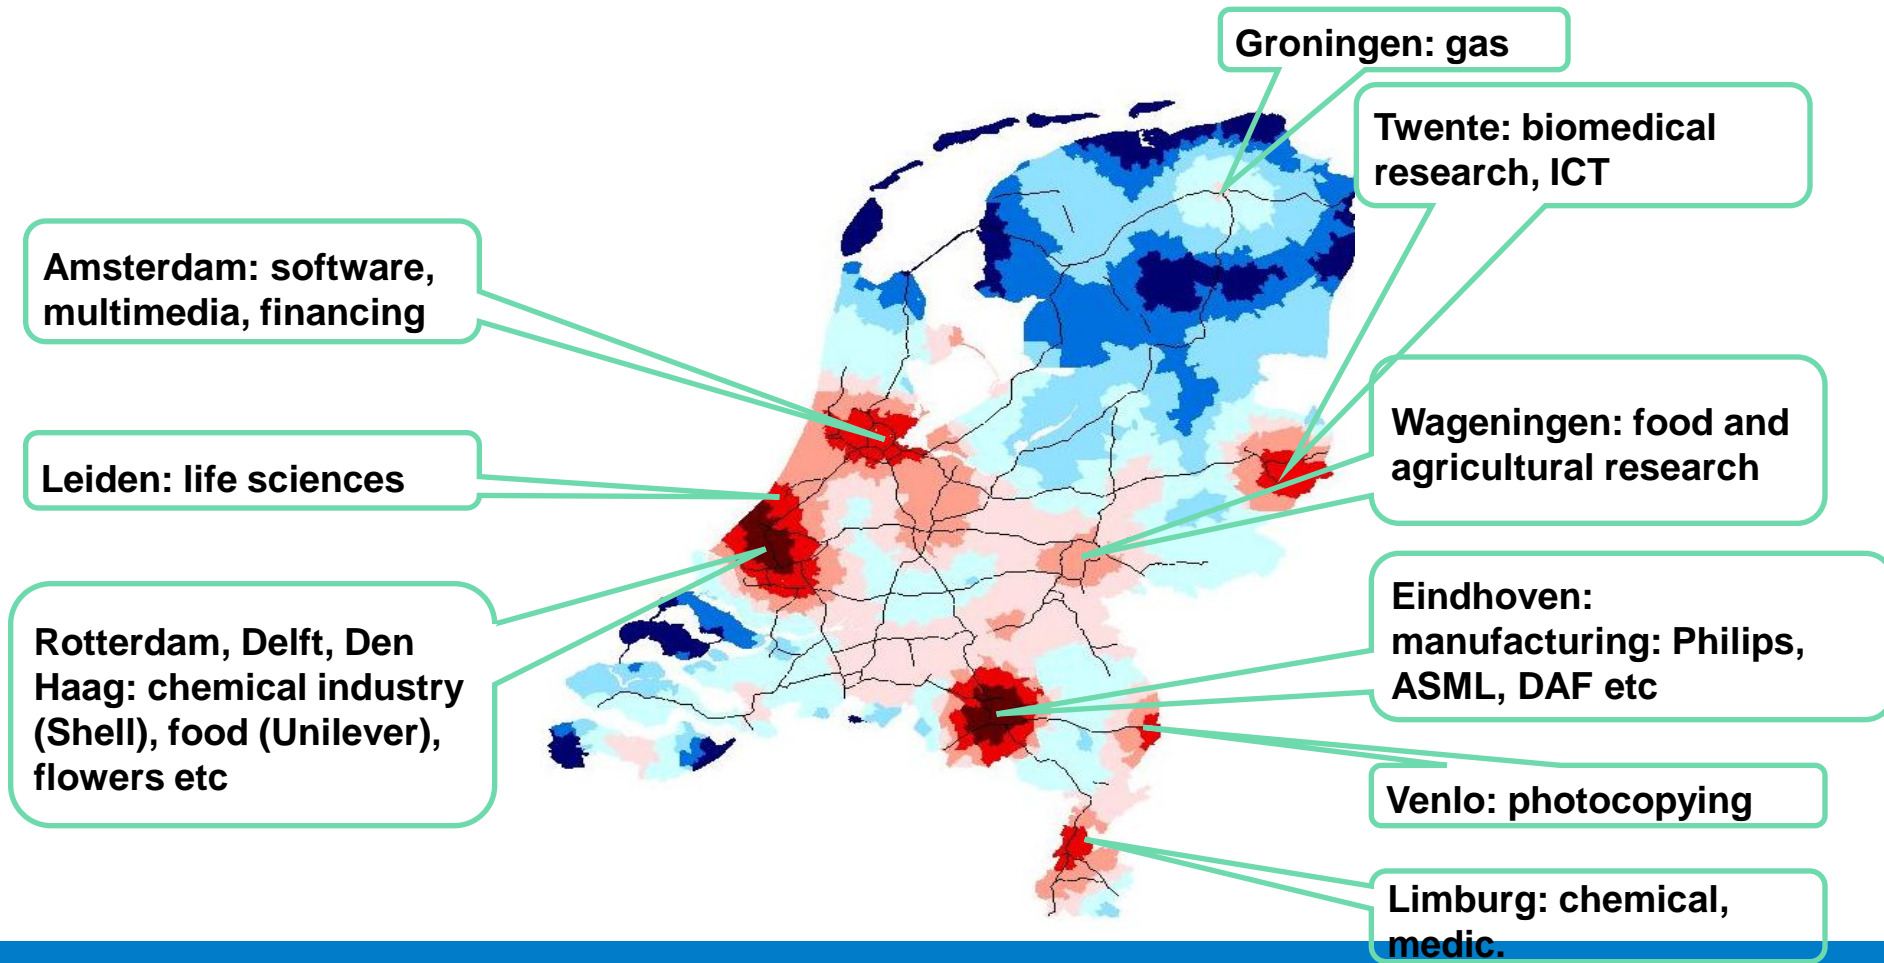 Groningen: gas
Twente: biomedical
research, ICT
Amsterdam: software,
multimedia, financing
Leiden: life sciences
Wageningen: food and
agricultural research
Rotterdam, Delft, Den
Haag: chemical industry
(Shell), food (Unilever),
flowers etc
Eindhoven:
manufacturing: Philips,
ASML, DAF etc
Venlo: photocopying
Limburg: chemical,
medic.